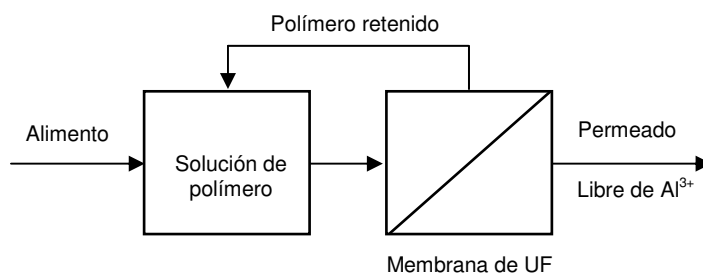 Polímero retenido
Alimento
Solución de
polímero
Permeado
Libre de Al³⁺
Membrana de UF